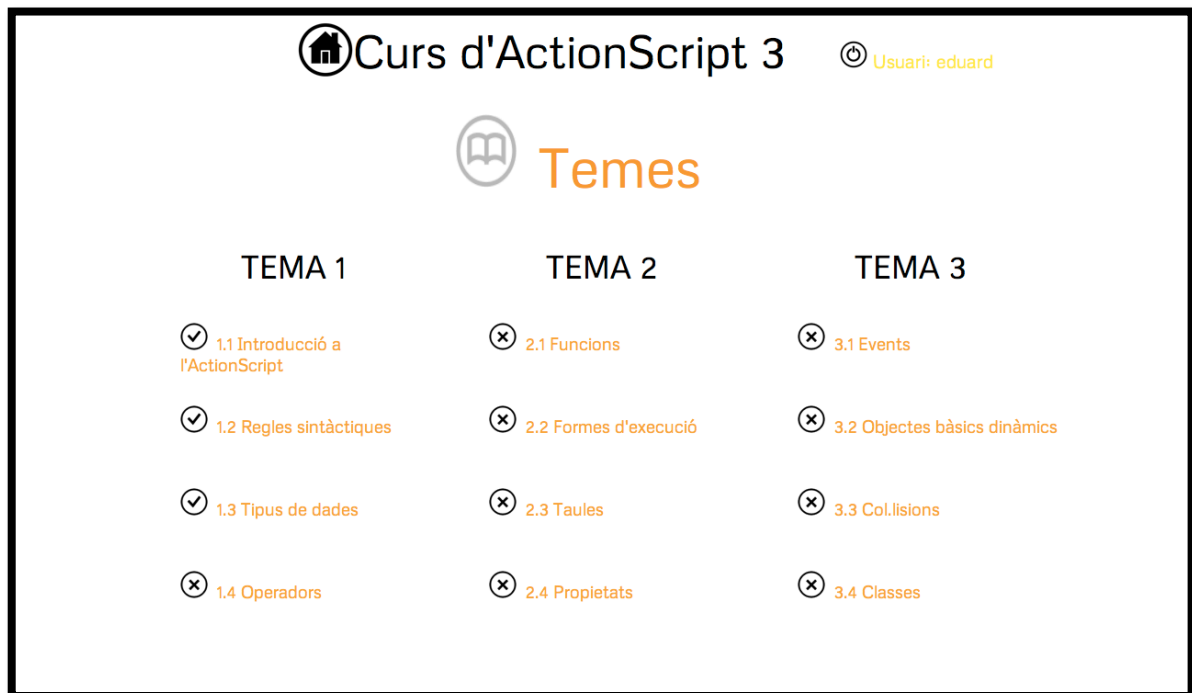 Curs d'ActionScript 3
Usuari: eduard
Temes
TEMA 1
1.1 Introducció a
l'ActionScript
1.2 Regles sintàctiques
1.3 Tipus de dades
1.4 Operadors
TEMA 2
2.1 Funcions
2.2 Formes d'execució
2.3 Taules
2.4 Propietats
TEMA 3
3.1 Events
3.2 Objectes bàsics dinàmics
3.3 Col.lisions
3.4 Classes